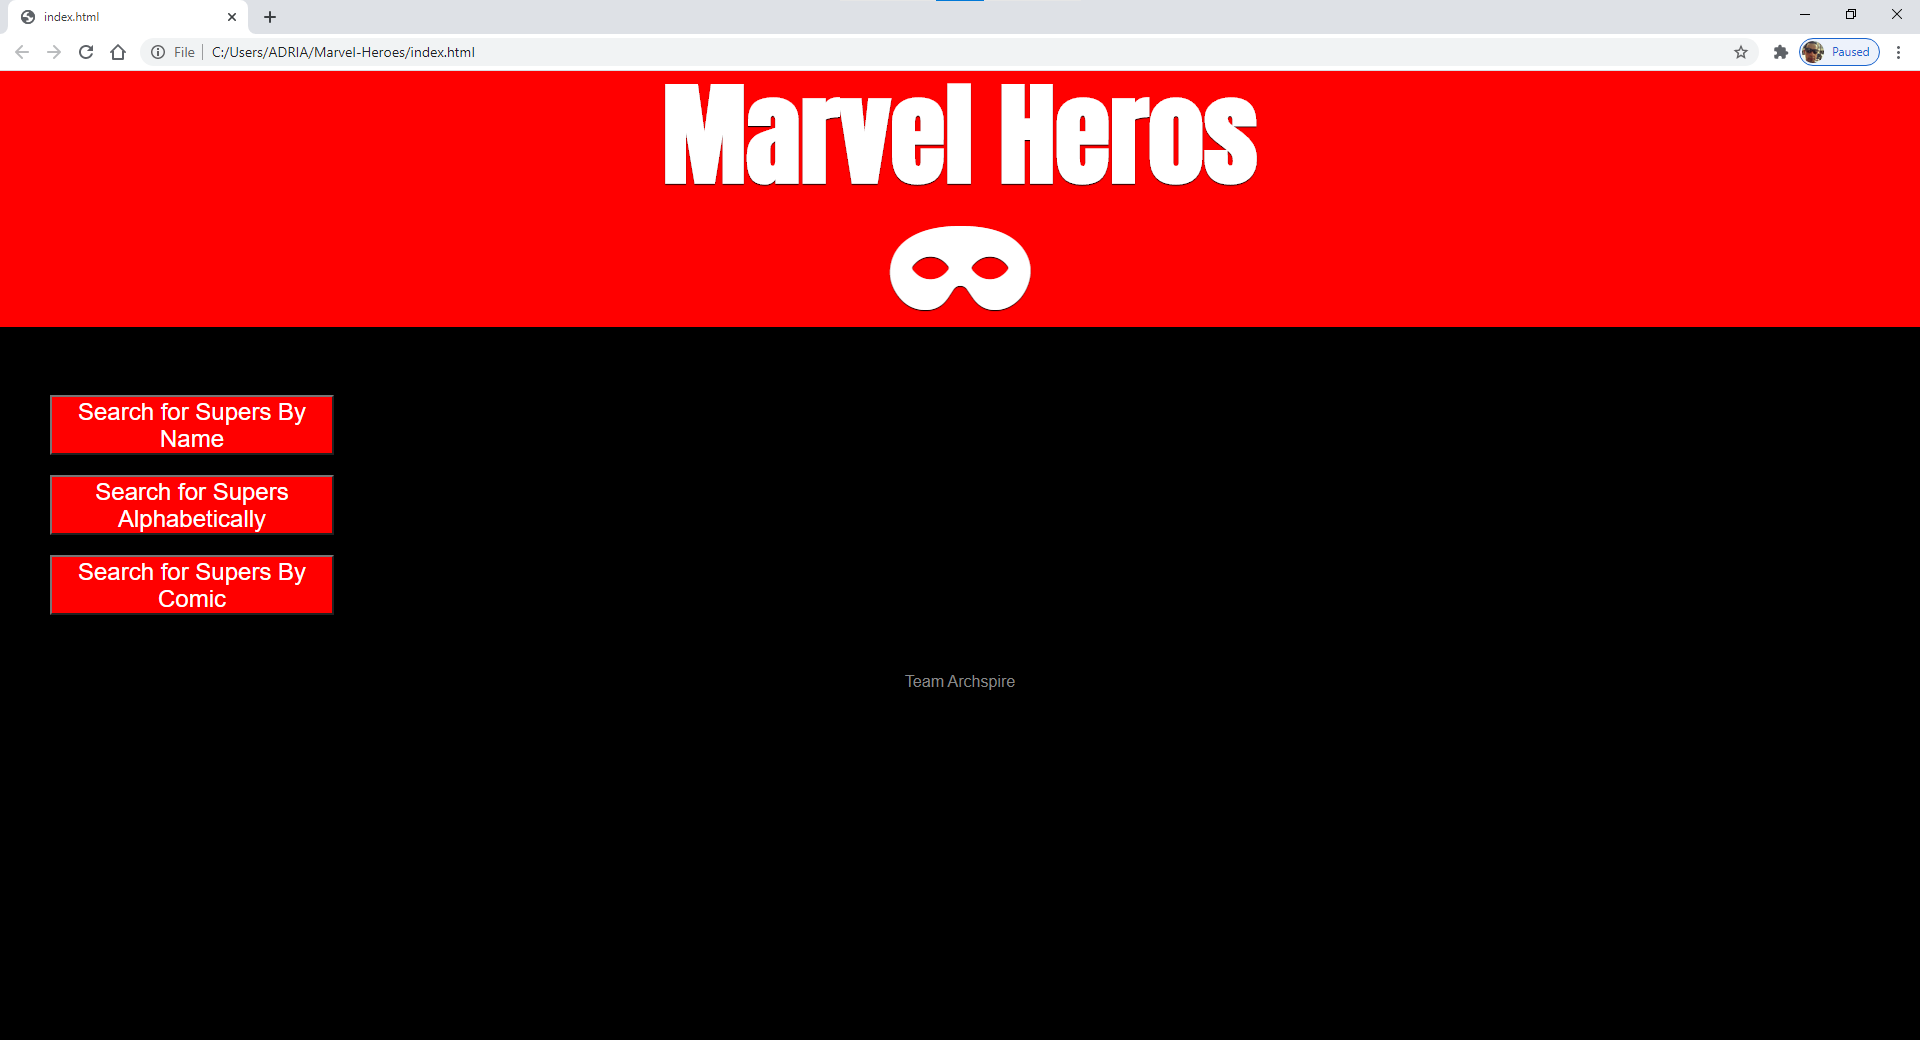 index.html
File
C:/Users/ADRIA/Marvel-Heroes/index.html
Paused
Marvel Heros
Search for Supers By
Name
Search for Supers
Alphabetically
Search for Supers By
Comic
Team Archspire